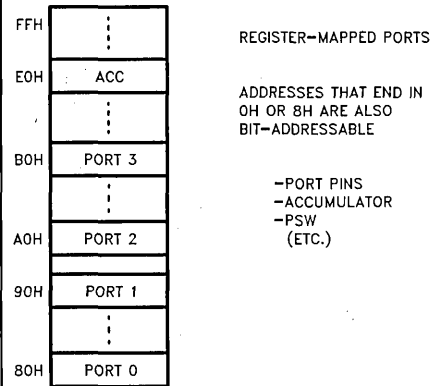 FFH
REGISTER-MAPPED PORTS
E0H ACC
ADDRESSES THAT END IN
0H OR 8H ARE ALSO
BIT-ADDRESSABLE
B0H PORT 3
-PORT PINS
-ACCUMULATOR
-PSW
(ETC.)
A0H PORT 2
90H PORT 1
80H PORT 0